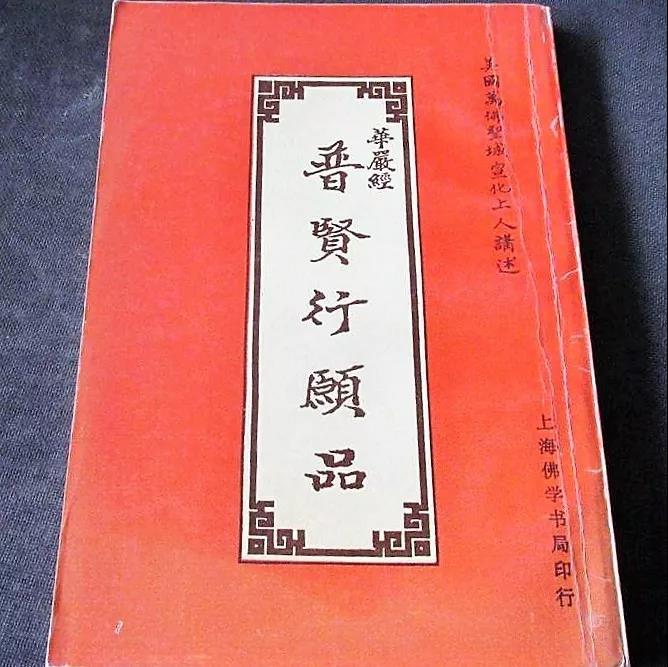 美國萬佛聖城宣化上人講述
華嚴經
普賢行願品
上海佛学书局印行